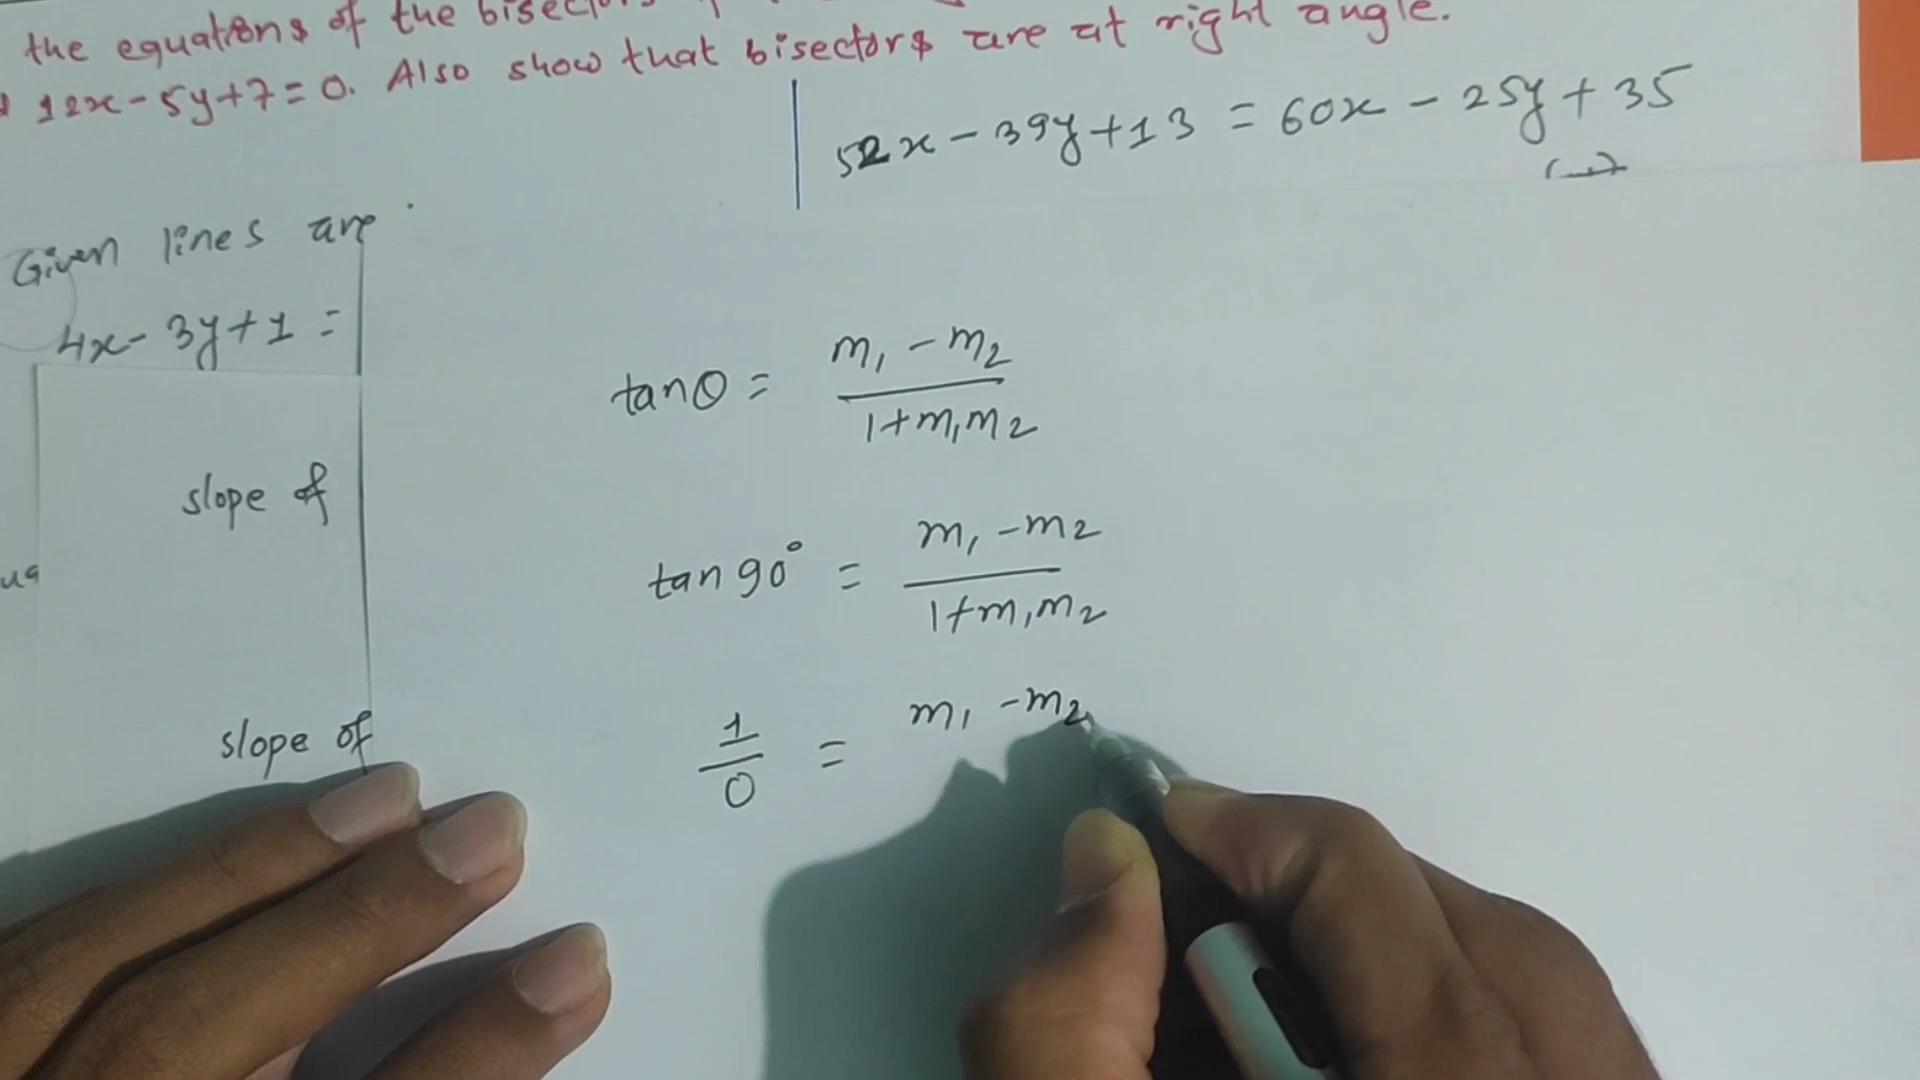 the equations of the bisectors
12x-5y+7=0. Also show that bisectors are at right angle.
52x-39y+13 = 60x-25y+35
Given lines are
4x-3y+1 =
tanθ = m₁-m₂ / 1+m₁m₂
slope of
tan90° = m₁-m₂ / 1+m₁m₂
slope of
1/0 = m₁-m₂